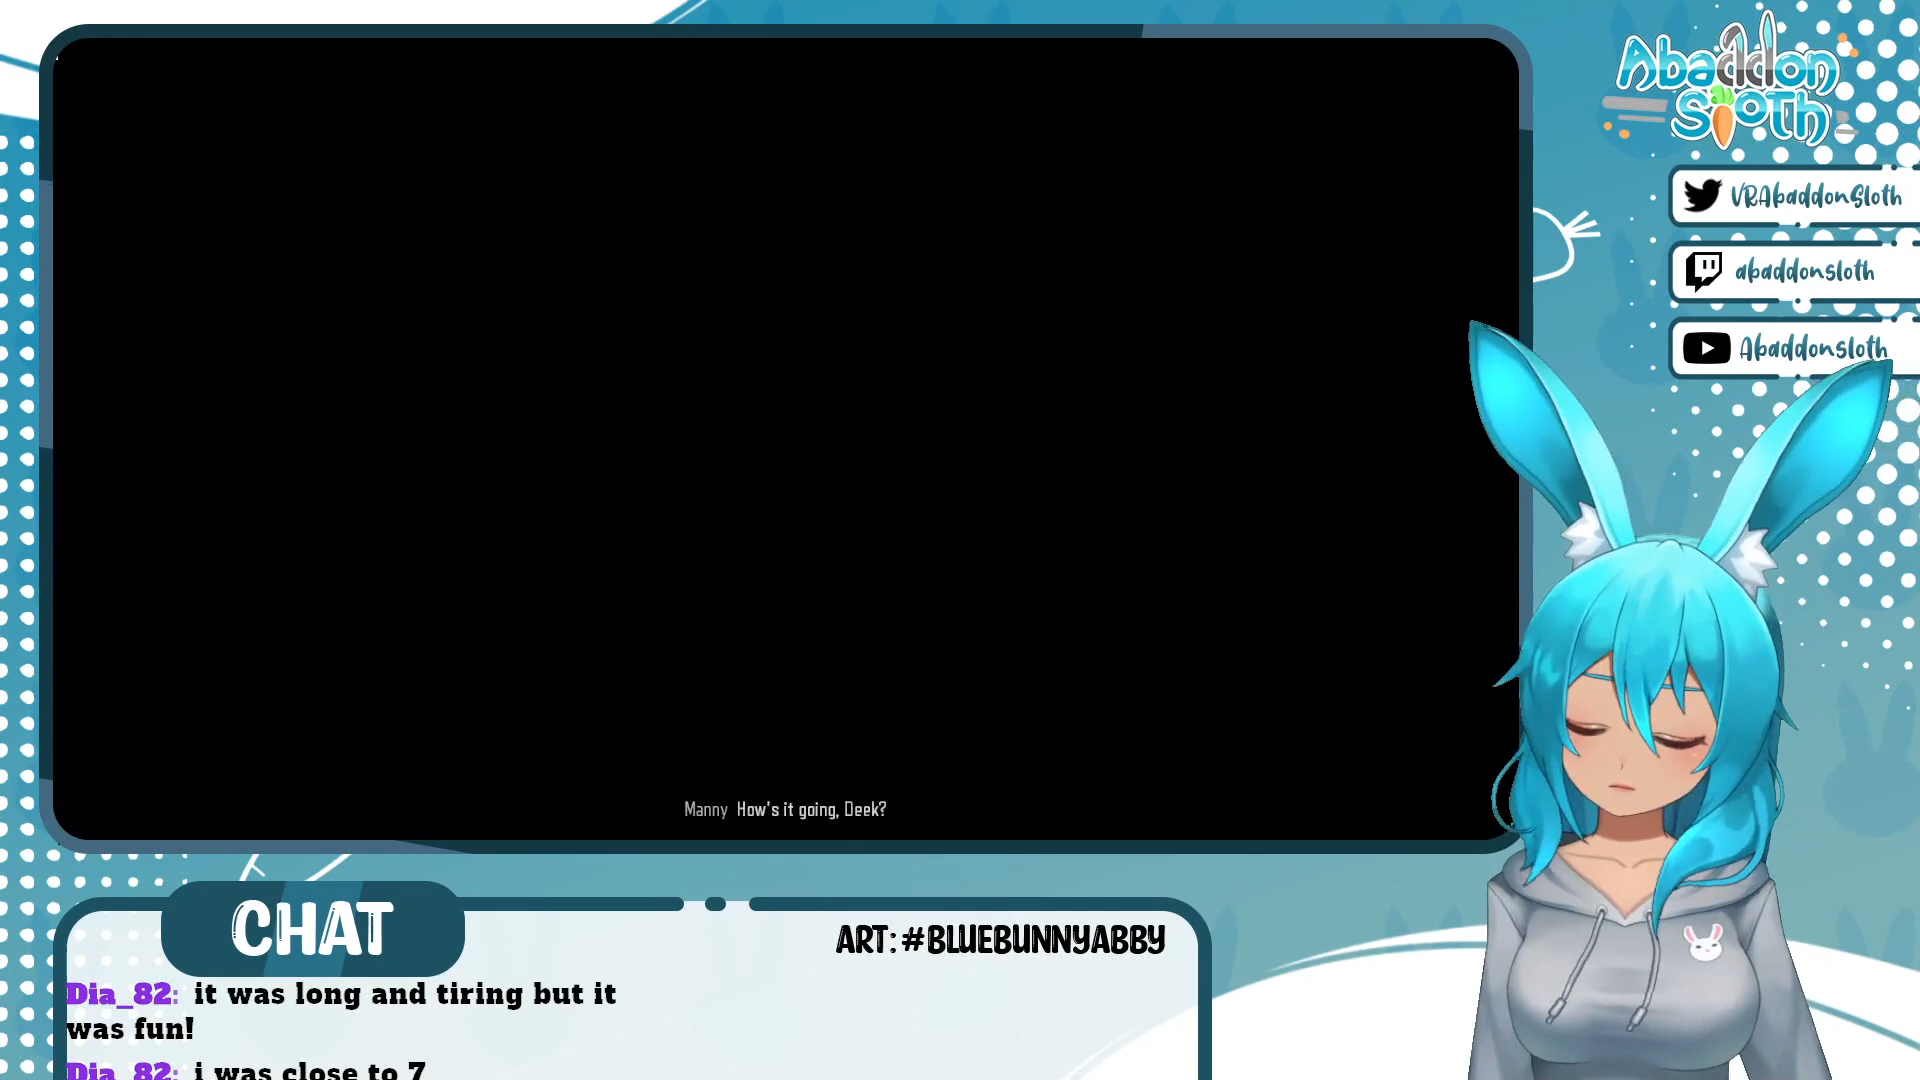 Abaddon
Sloth
VRAbaddonSloth
abaddonsloth
Abaddonsloth
Manny How's it going, Deek?
CHAT
ART: #BLUEBUNNYABBY
Dia_82: it was long and tiring but it
was fun!
Dia_82: i was close to 7